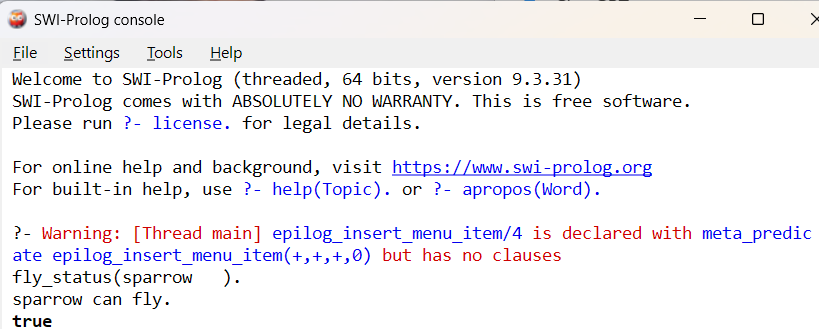 SWI-Prolog console
File Settings Tools Help
Welcome to SWI-Prolog (threaded, 64 bits, version 9.3.31)
SWI-Prolog comes with ABSOLUTELY NO WARRANTY. This is free software.
Please run ?- license. for legal details.
For online help and background, visit https://www.swi-prolog.org
For built-in help, use ?- help(Topic). or ?- apropos(Word).
?- Warning: [Thread main] epilog_insert_menu_item/4 is declared with meta_predic
ate epilog_insert_menu_item(+,+,+,0) but has no clauses
fly_status(sparrow   ).
sparrow can fly.
true